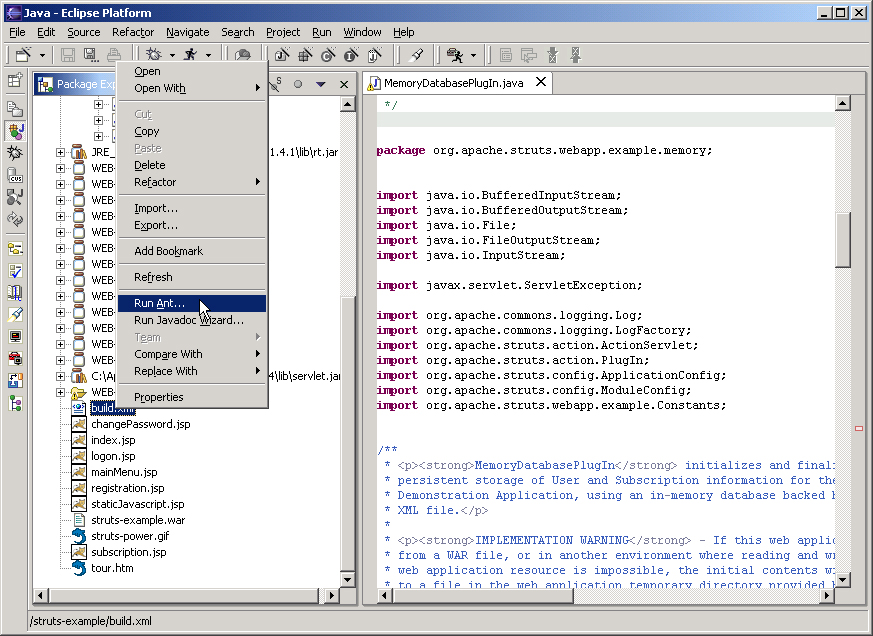 Java - Eclipse Platform
File Edit Source Refactor Navigate Search Project Run Window Help
Package Exp
MemoryDatabasePlugIn.java
Open
Open With
Cut
Copy
Paste
Delete
Refactor
Import...
Export...
Add Bookmark
Refresh
Run Ant...
Run Javadoc Wizard...
Team
Compare With
Replace With
Properties
JRE_
1.4.1\lib\rt.jar
WEB-
WEB-
WEB-
WEB-
WEB-
WEB-
WEB-
WEB-
WEB-
WEB-
WEB-
WEB-
WEB-
C:\Ap
4\lib\servlet.jar
WEB-
build.xml
changePassword.jsp
index.jsp
logon.jsp
mainMenu.jsp
registration.jsp
staticJavascript.jsp
struts-example.war
struts-power.gif
subscription.jsp
tour.htm
*/
package org.apache.struts.webapp.example.memory;
import java.io.BufferedInputStream;
import java.io.BufferedOutputStream;
import java.io.File;
import java.io.FileOutputStream;
import java.io.InputStream;
import javax.servlet.ServletException;
import org.apache.commons.logging.Log;
import org.apache.commons.logging.LogFactory;
import org.apache.struts.action.ActionServlet;
import org.apache.struts.action.PlugIn;
import org.apache.struts.config.ApplicationConfig;
import org.apache.struts.config.ModuleConfig;
import org.apache.struts.webapp.example.Constants;
/**
* <p><strong>MemoryDatabasePlugIn</strong> initializes and final
* persistent storage of User and Subscription information for the
* Demonstration Application, using an in-memory database backed b
* XML file.</p>
*
* <p><strong>IMPLEMENTATION WARNING</strong> - If this web applic
* from a WAR file, or in another environment where reading and wr
* web application resource is impossible, the initial contents w
* to a file in the web application temporary directory provided b
/struts-example/build.xml